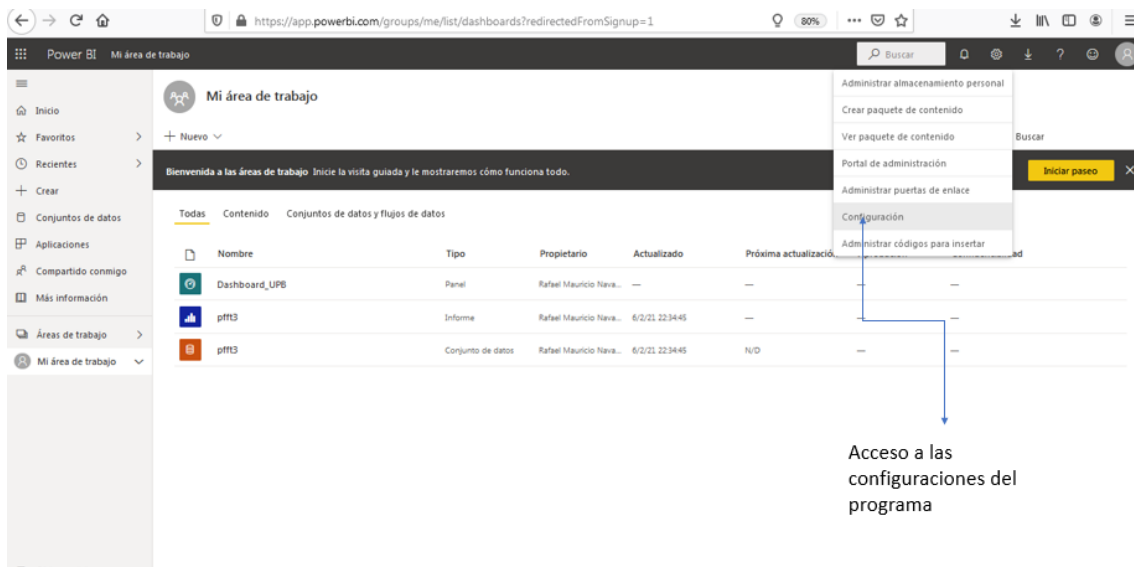 https://app.powerbi.com/groups/me/list/dashboards?redirectedFromSignup=1
80%
Power BI Mi área de trabajo
Buscar
Inicio
Favoritos
Recientes
Crear
Conjuntos de datos
Aplicaciones
Compartido conmigo
Más información
Áreas de trabajo
Mi área de trabajo
Mi área de trabajo
Nuevo
Buscar
Bienvenida a las áreas de trabajo Inicie la visita guiada y le mostraremos cómo funciona todo.
Iniciar paseo
Administrar almacenamiento personal
Crear paquete de contenido
Ver paquete de contenido
Portal de administración
Administrar puertas de enlace
Configuración
Administrar códigos para insertar
Todas Contenido Conjuntos de datos y flujos de datos
Nombre Tipo Propietario Actualizado Próxima actualización
Dashboard_UPB Panel Rafael Mauricio Nava... — — — —
pfft3 Informe Rafael Mauricio Nava... 6/2/21 22:34:45 — — —
pfft3 Conjunto de datos Rafael Mauricio Nava... 6/2/21 22:34:45 N/D — —
Acceso a las
configuraciones del
programa